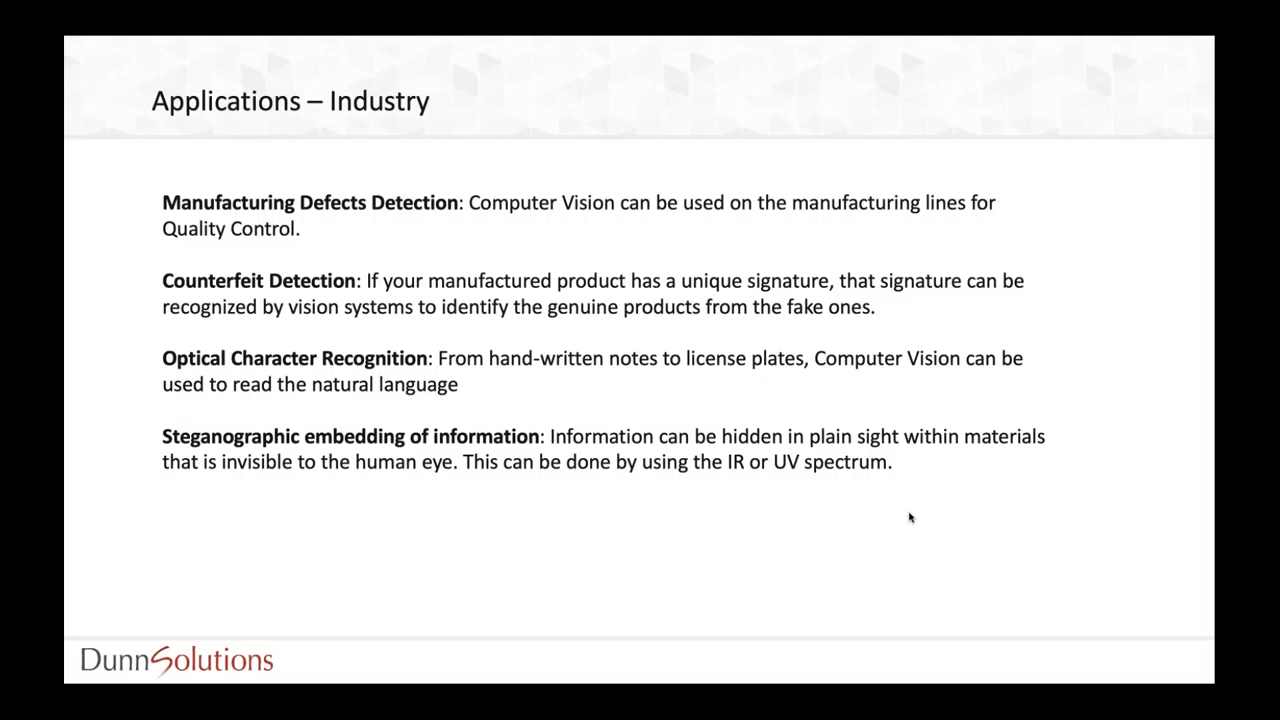 Applications – Industry
Manufacturing Defects Detection: Computer Vision can be used on the manufacturing lines for
Quality Control.
Counterfeit Detection: If your manufactured product has a unique signature, that signature can be
recognized by vision systems to identify the genuine products from the fake ones.
Optical Character Recognition: From hand-written notes to license plates, Computer Vision can be
used to read the natural language
Steganographic embedding of information: Information can be hidden in plain sight within materials
that is invisible to the human eye. This can be done by using the IR or UV spectrum.
DunnSolutions